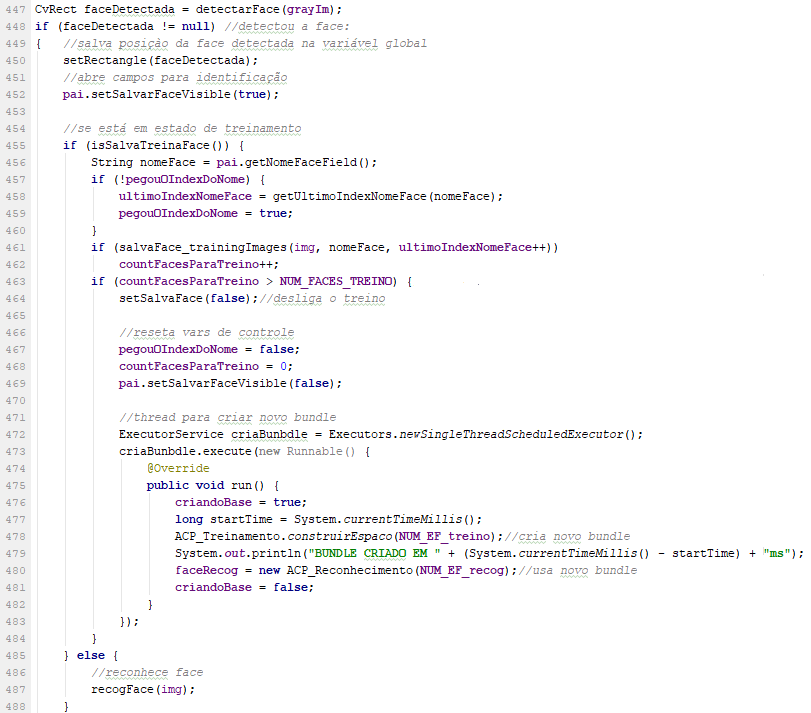 447 CvRect faceDetectada = detectarFace(grayIm);
448 if (faceDetectada != null) //detectou a face:
449 {   //salva posição da face detectada na variável global
450     setRectangle(faceDetectada);
451     //abre campos para identificação
452     pai.setSalvarFaceVisible(true);
453
454     //se está em estado de treinamento
455     if (isSalvaTreinaFace()) {
456         String nomeFace = pai.getNomeFaceField();
457         if (!pegouOIndexDoNome) {
458             ultimoIndexNomeFace = getUltimoIndexNomeFace(nomeFace);
459             pegouOIndexDoNome = true;
460         }
461         if (salvaFace_trainingImages(img, nomeFace, ultimoIndexNomeFace++))
462             countFacesParaTreino++;
463         if (countFacesParaTreino > NUM_FACES_TREINO) {
464             setSalvaFace(false);//desliga o treino
465
466             //reseta vars de controle
467             pegouOIndexDoNome = false;
468             countFacesParaTreino = 0;
469             pai.setSalvarFaceVisible(false);
470
471             //thread para criar novo bundle
472             ExecutorService criaBunbdle = Executors.newSingleThreadScheduledExecutor();
473             criaBunbdle.execute(new Runnable() {
474                 @Override
475                 public void run() {
476                     criandoBase = true;
477                     long startTime = System.currentTimeMillis();
478                     ACP_Treinamento.construirEspaco(NUM_EF_treino);//cria novo bundle
479                     System.out.println("BUNDLE CRIADO EM " + (System.currentTimeMillis() - startTime) + "ms");
480                     faceRecog = new ACP_Reconhecimento(NUM_EF_recog);//usa novo bundle
481                     criandoBase = false;
482                 }
483             });
484         }
485     } else {
486         //reconhece face
487         recogFace(img);
488     }